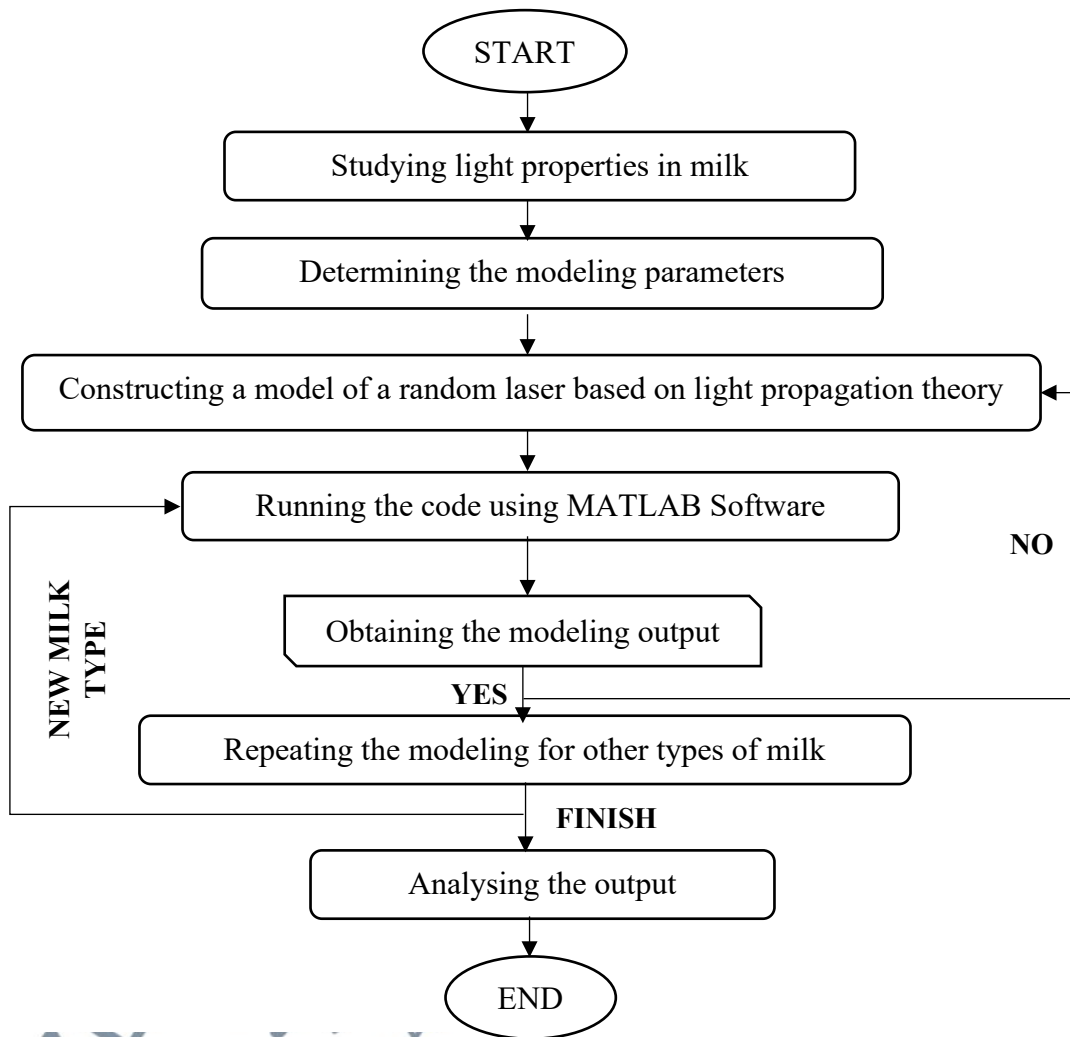 START
Studying light properties in milk
Determining the modeling parameters
Constructing a model of a random laser based on light propagation theory
Running the code using MATLAB Software
NO
NEW MILK
TYPE
Obtaining the modeling output
YES
Repeating the modeling for other types of milk
FINISH
Analysing the output
END